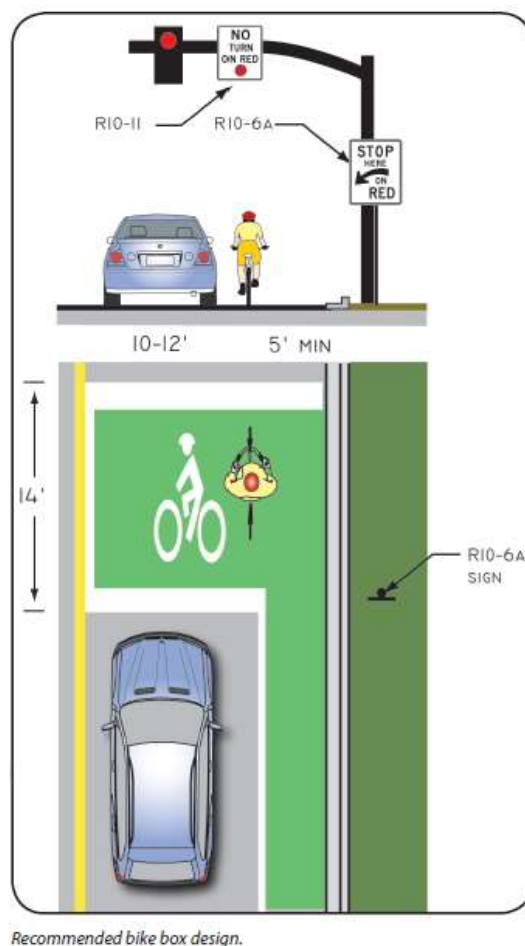 NO
TURN
ON RED
R10-11
R10-6A
STOP
HERE
ON
RED
10-12'
5' MIN
14'
R10-6A
SIGN
Recommended bike box design.